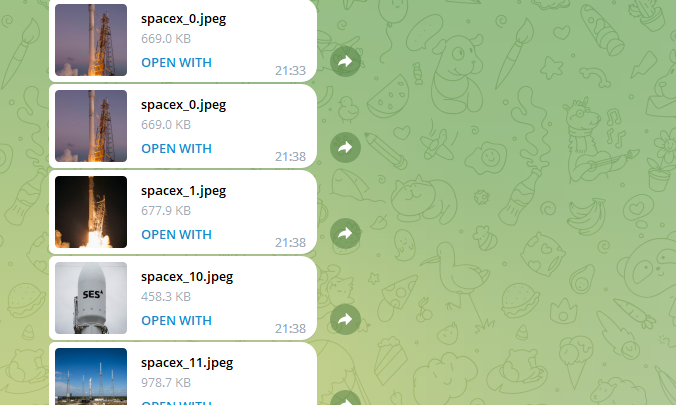 spacex_0.jpeg
669.0 KB
OPEN WITH
21:33
spacex_0.jpeg
669.0 KB
OPEN WITH
21:38
spacex_1.jpeg
677.9 KB
OPEN WITH
21:38
SES
spacex_10.jpeg
458.3 KB
OPEN WITH
21:38
spacex_11.jpeg
978.7 KB
OPEN WITH